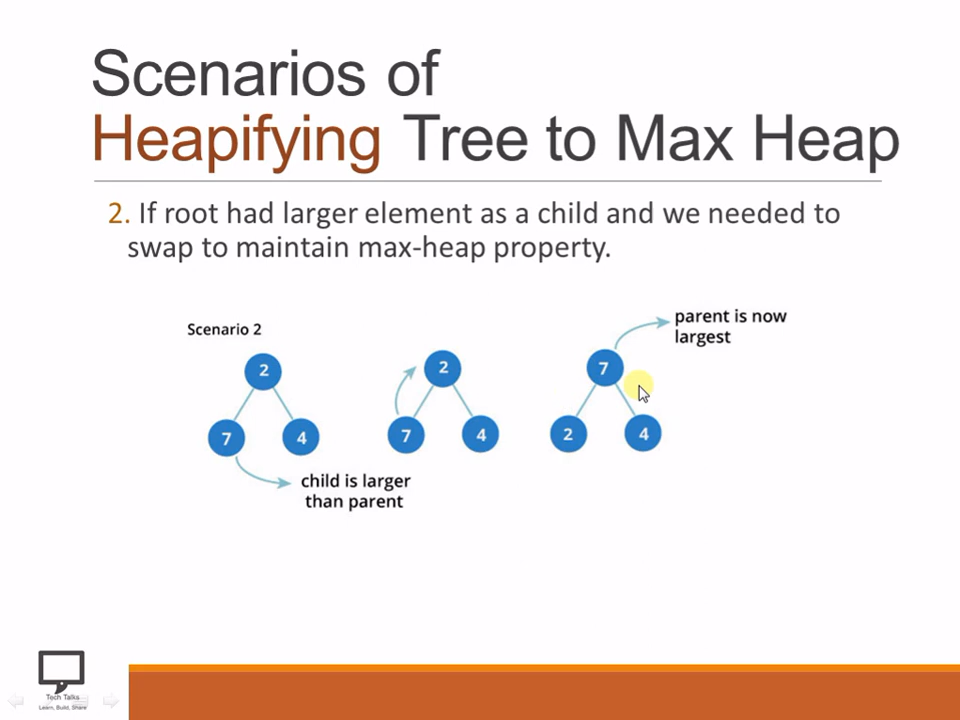 Scenarios of
Heapifying Tree to Max Heap
2. If root had larger element as a child and we needed to
swap to maintain max-heap property.
Scenario 2
parent is now
largest
2
7
4
child is larger
than parent
2
7
4
7
2
4
Tech Talks
Learn, Build, Share